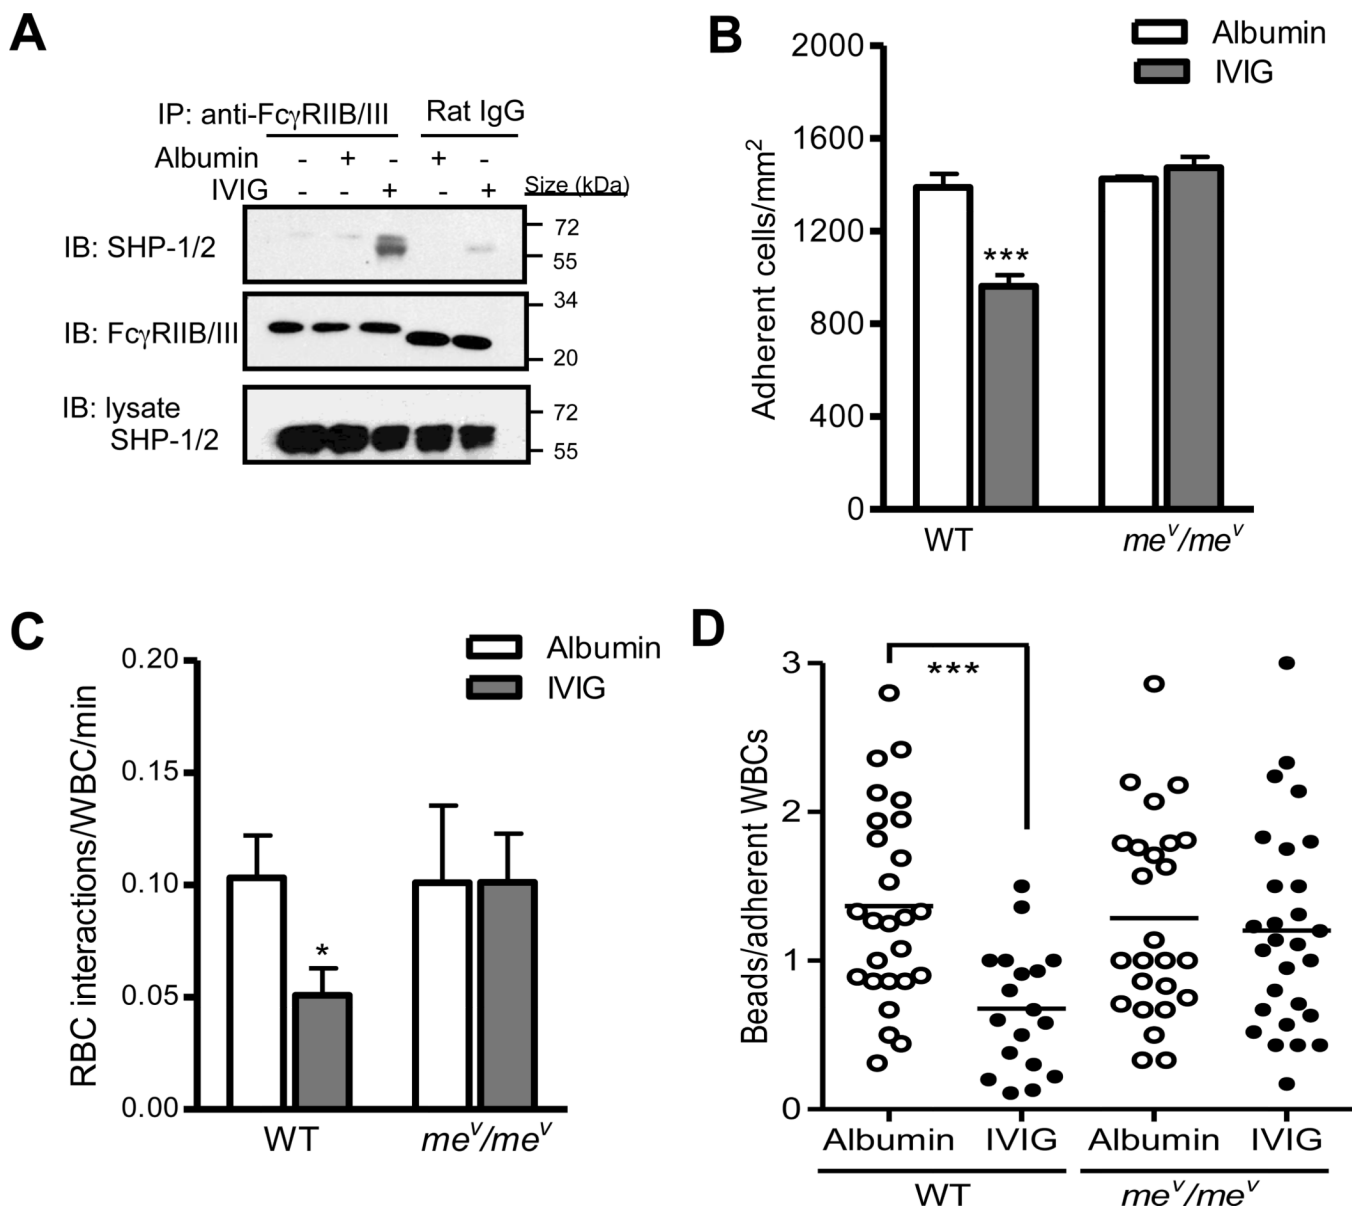 A
IP: anti-FcγRIIB/III Rat IgG
Albumin - + - + -
IVIG - - + - + Size (kDa)
IB: SHP-1/2
72
55
IB: FcγRIIB/III
34
20
IB: lysate
SHP-1/2
72
55
B
Albumin
IVIG
Adherent cells/mm²
2000
1600
1200
800
400
0
***
WT meᵛ/meᵛ
C
Albumin
IVIG
RBC interactions/WBC/min
0.20
0.15
0.10
0.05
0.00
*
WT meᵛ/meᵛ
D
Beads/adherent WBCs
3
2
1
0
***
Albumin IVIG Albumin IVIG
WT meᵛ/meᵛ